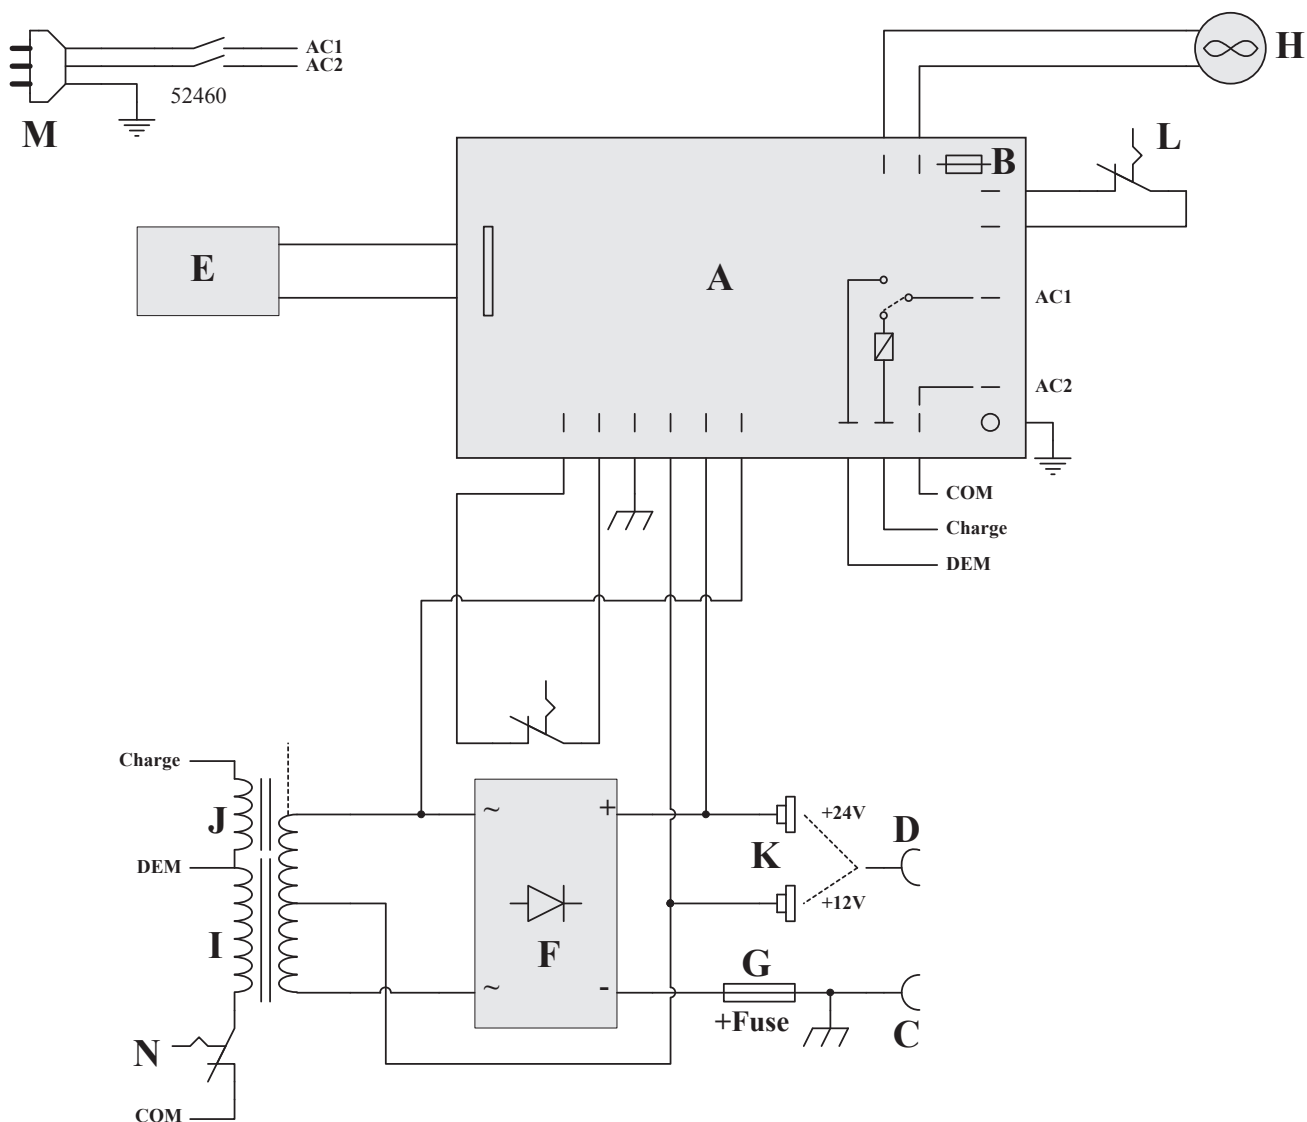 AC1
AC2
52460
M
H
L
B
E
A
AC1
AC2
COM
Charge
DEM
Charge
J
DEM
I
N
COM
~
+
~
-
F
K
+24V
D
+12V
G
+Fuse
C